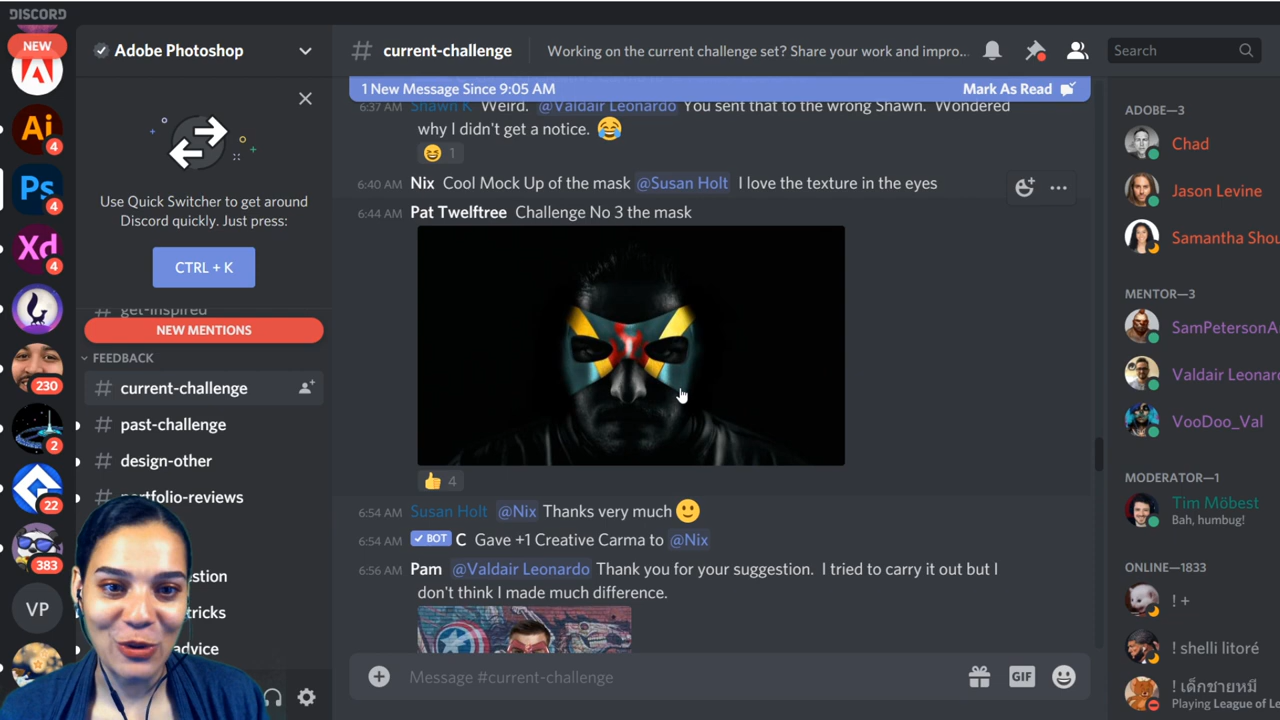 DISCORD
NEW
Ai
4
Ps
4
Xd
4
230
2
22
383
VP
Adobe Photoshop
Use Quick Switcher to get around
Discord quickly. Just press:
CTRL + K
get-inspired
NEW MENTIONS
FEEDBACK
# current-challenge
# past-challenge
# design-other
portfolio-reviews
# current-challenge
Working on the current challenge set? Share your work and impro...
Search
1 New Message Since 9:05 AM
Mark As Read
6:37 AM Shawn K Weird. @Valdair Leonardo You sent that to the wrong Shawn. Wondered
why I didn't get a notice. 😂
😆 1
6:40 AM Nix Cool Mock Up of the mask @Susan Holt I love the texture in the eyes
6:44 AM Pat Twelftree Challenge No 3 the mask
👍 4
6:54 AM Susan Holt @Nix Thanks very much 🙂
6:54 AM BOT C Gave +1 Creative Carma to @Nix
6:56 AM Pam @Valdair Leonardo Thank you for your suggestion. I tried to carry it out but I
don't think I made much difference.
Message #current-challenge
GIF
ADOBE—3
Chad
Jason Levine
Samantha Shou
MENTOR—3
SamPetersonA
Valdair Leonard
VooDoo_Val
MODERATOR—1
Tim Möbest
Bah, humbug!
ONLINE—1833
! +
! shelli litoré
! เด็กชายหมี
Playing League of Le